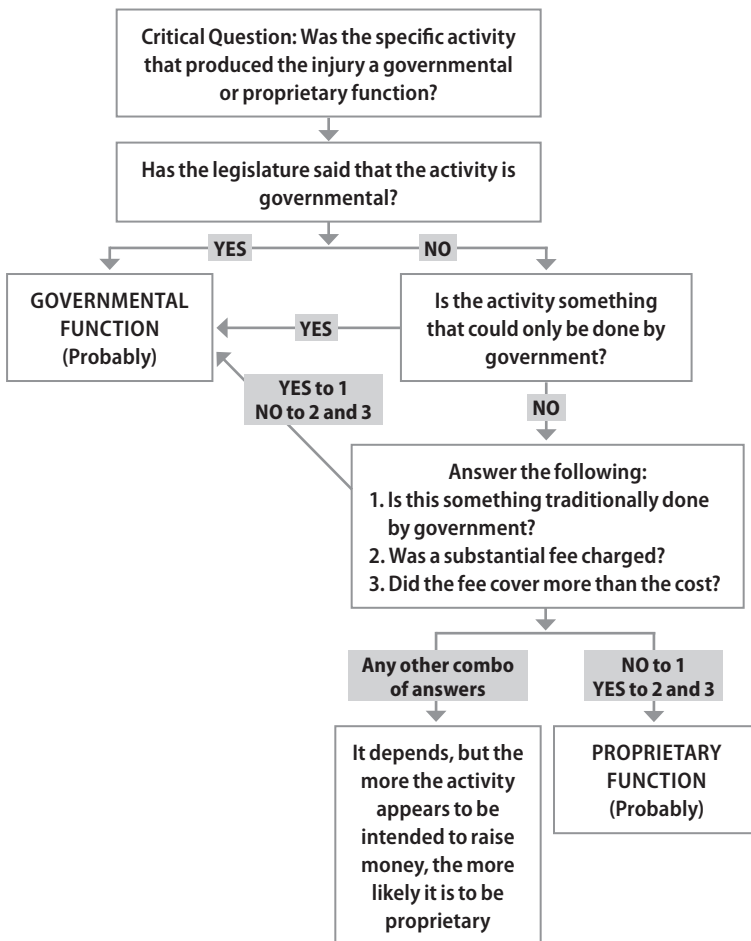 Critical Question: Was the specific activity
that produced the injury a governmental
or proprietary function?
Has the legislature said that the activity is
governmental?
YES
NO
GOVERNMENTAL
FUNCTION
(Probably)
YES
Is the activity something
that could only be done by
government?
YES to 1
NO to 2 and 3
NO
Answer the following:
1. Is this something traditionally done
by government?
2. Was a substantial fee charged?
3. Did the fee cover more than the cost?
Any other combo
of answers
NO to 1
YES to 2 and 3
It depends, but the
more the activity
appears to be
intended to raise
money, the more
likely it is to be
proprietary
PROPRIETARY
FUNCTION
(Probably)